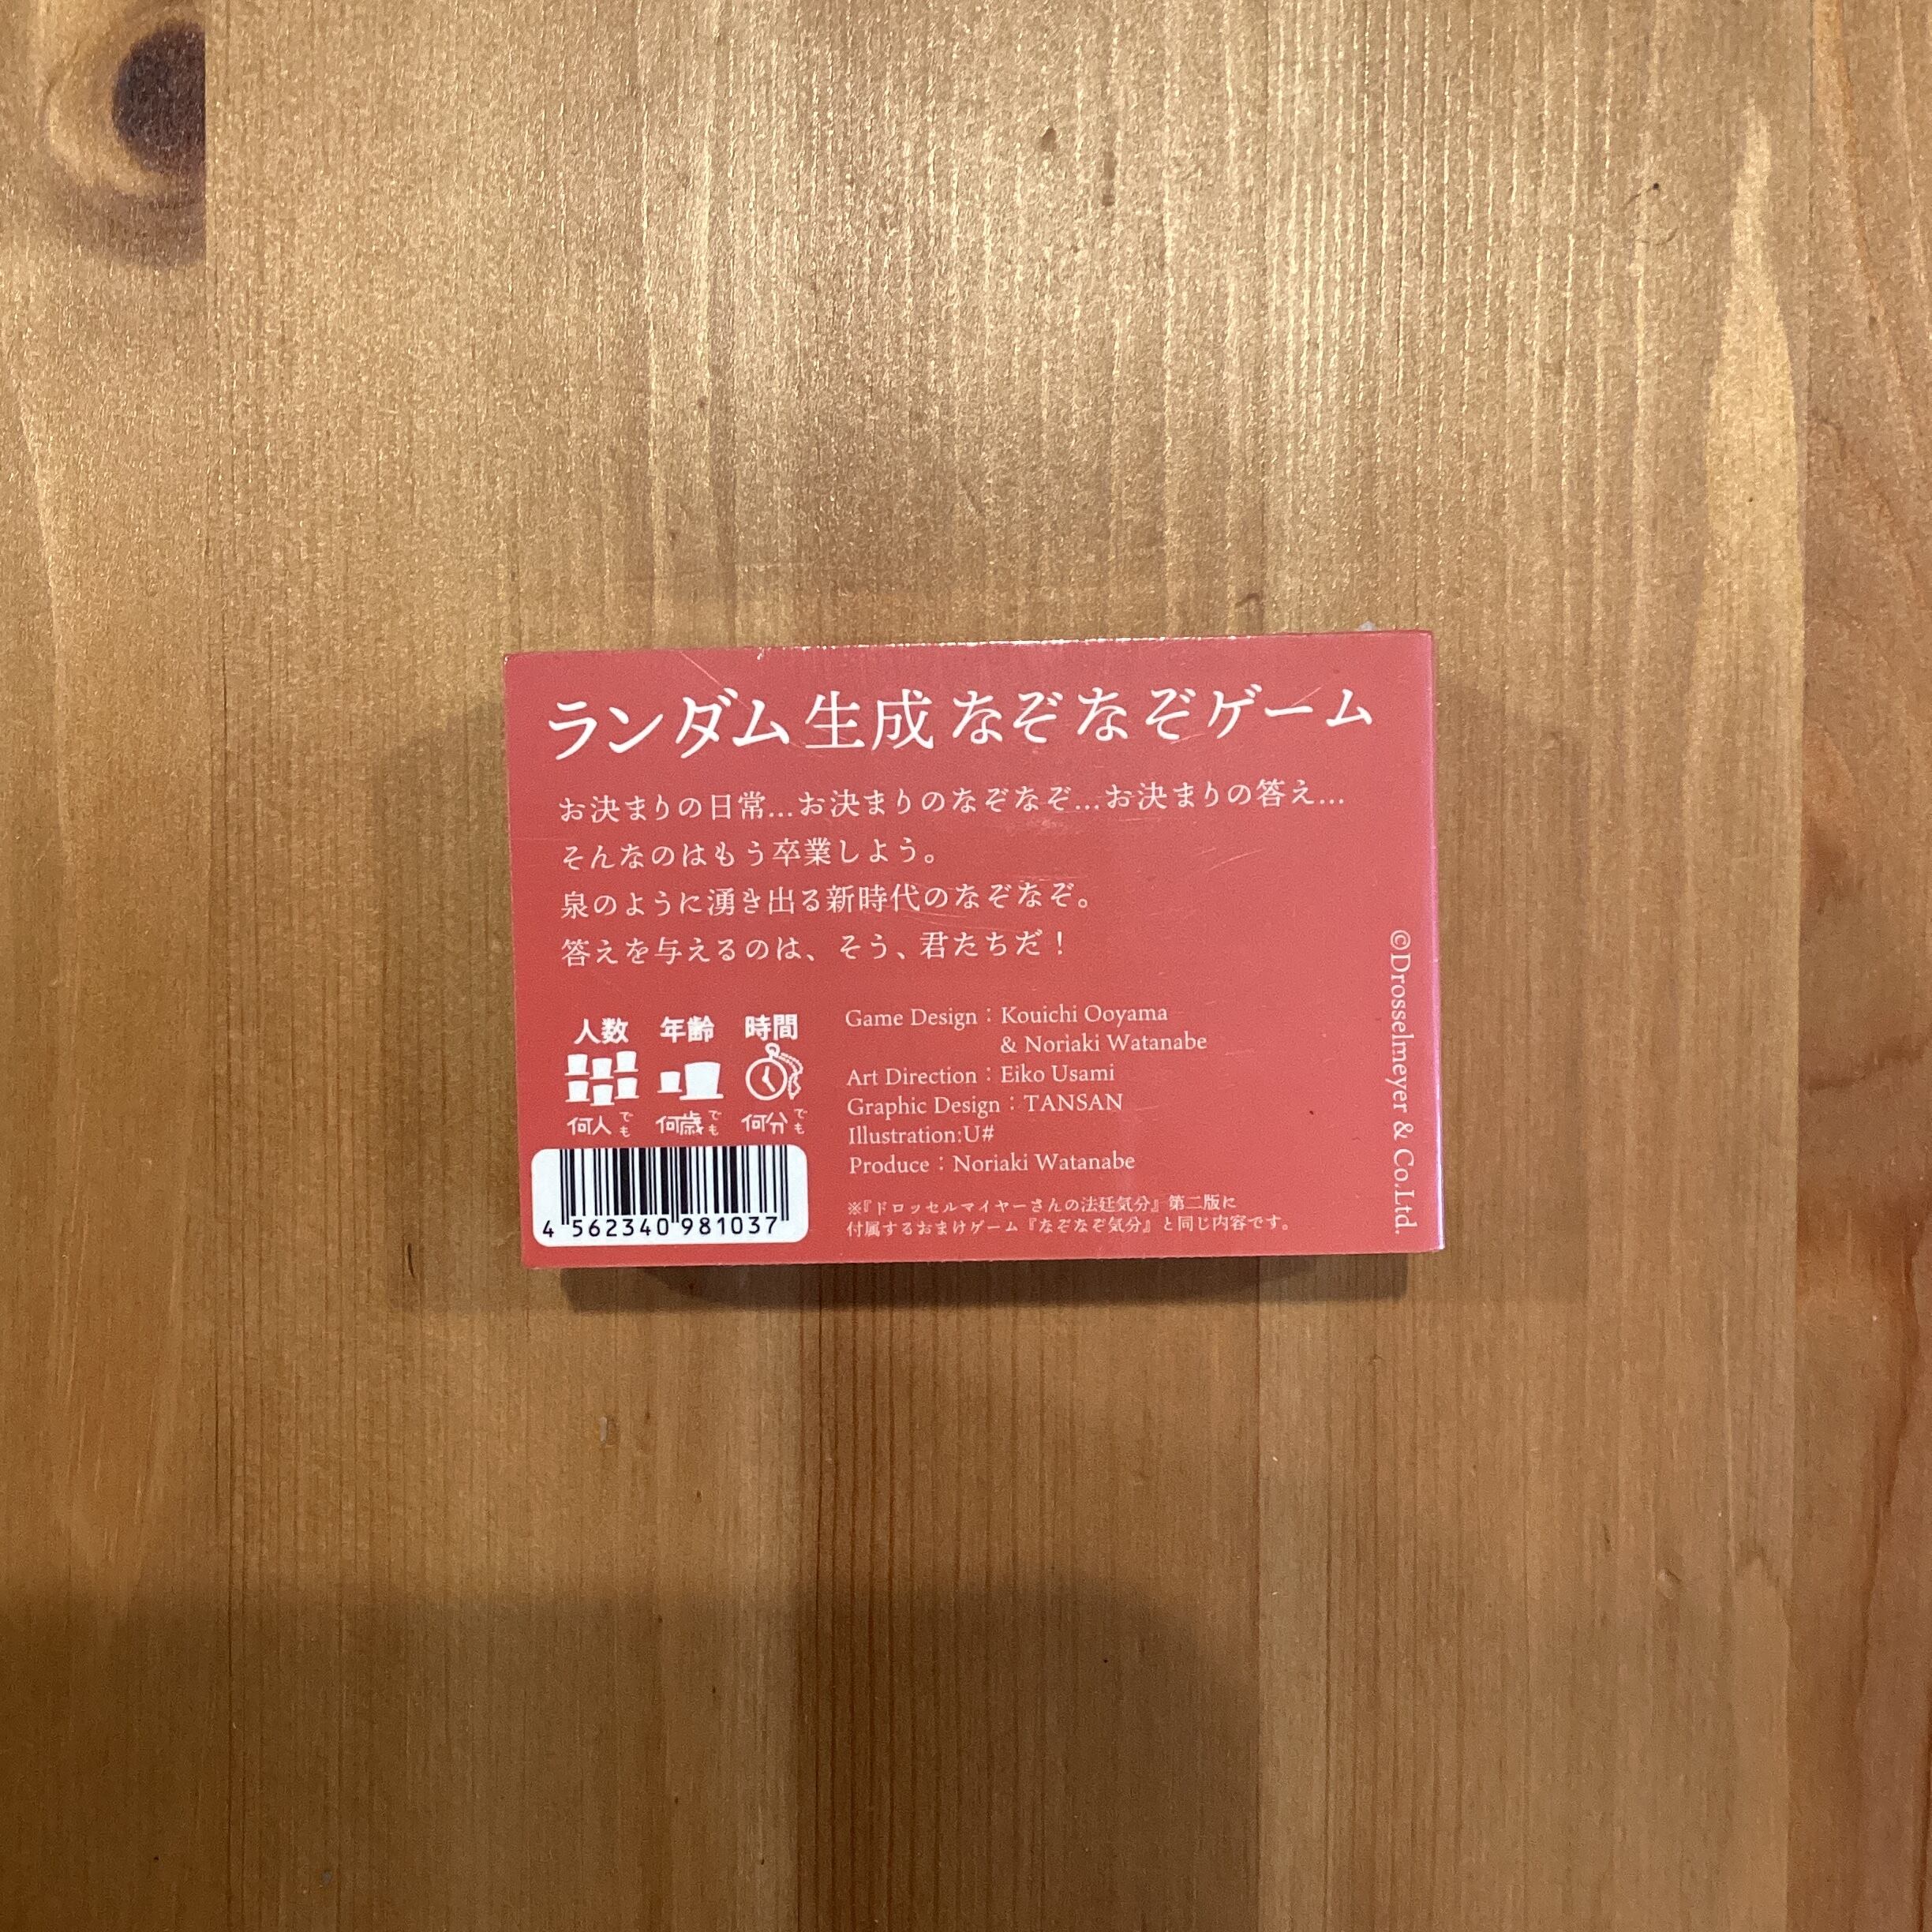 ランダム生成なぞなぞゲーム
お決まりの日常…お決まりのなぞなぞ…お決まりの答え…
そんなのはもう卒業しよう。
泉のように湧き出る新時代のなぞなぞ。
答えを与えるのは、そう、君たちだ！
人数 年齢 時間
何人でも 何歳でも 何分でも
4 562340 981037
Game Design：Kouichi Ooyama
& Noriaki Watanabe
Art Direction：Eiko Usami
Graphic Design：TANSAN
Illustration:U#
Produce：Noriaki Watanabe
※『ドロッセルマイヤーさんの法廷気分』第二版に
付属するおまけゲーム『なぞなぞ気分』と同じ内容です。
©Drosselmeyer & Co.Ltd.